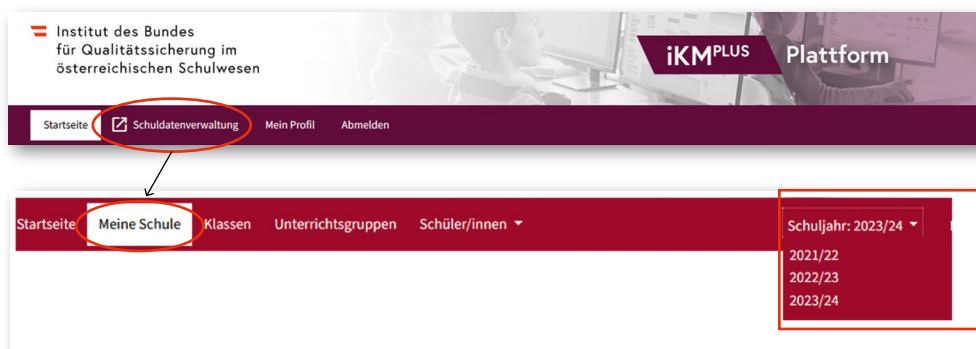 Institut des Bundes
für Qualitätssicherung im
österreichischen Schulwesen
iKMPLUS Plattform
Startseite Schuldatenverwaltung Mein Profil Abmelden
Startseite Meine Schule Klassen Unterrichtsgruppen Schüler/innen Schuljahr: 2023/24
2021/22
2022/23
2023/24